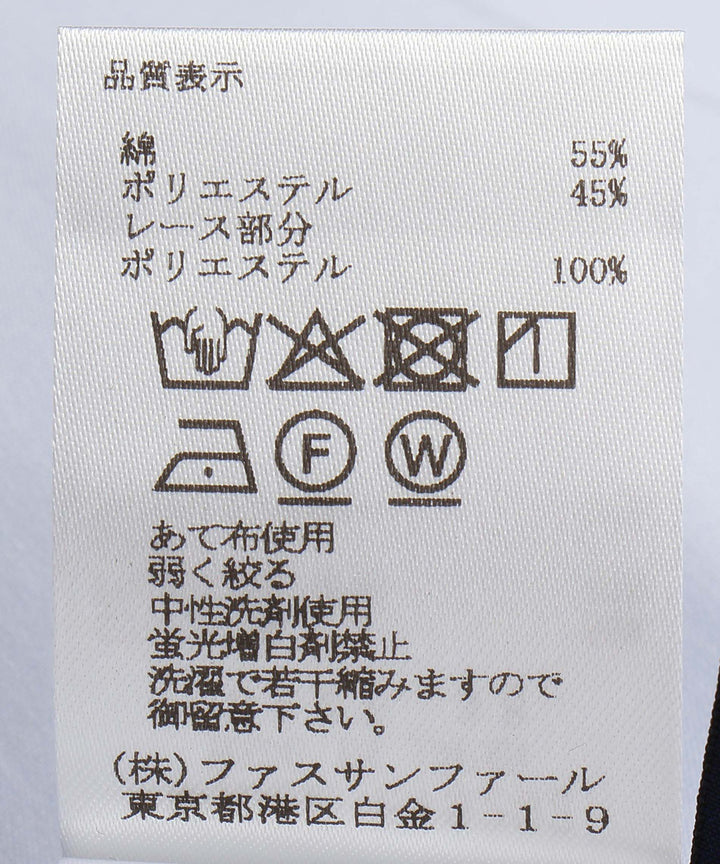 品質表示
綿 55%
ポリエステル 45%
レース部分
ポリエステル 100%
F W
あて布使用
弱く絞る
中性洗剤使用
蛍光増白剤禁止
洗濯で若干縮みますので
御留意下さい。
(株)ファスサンファール
東京都港区白金1-1-9